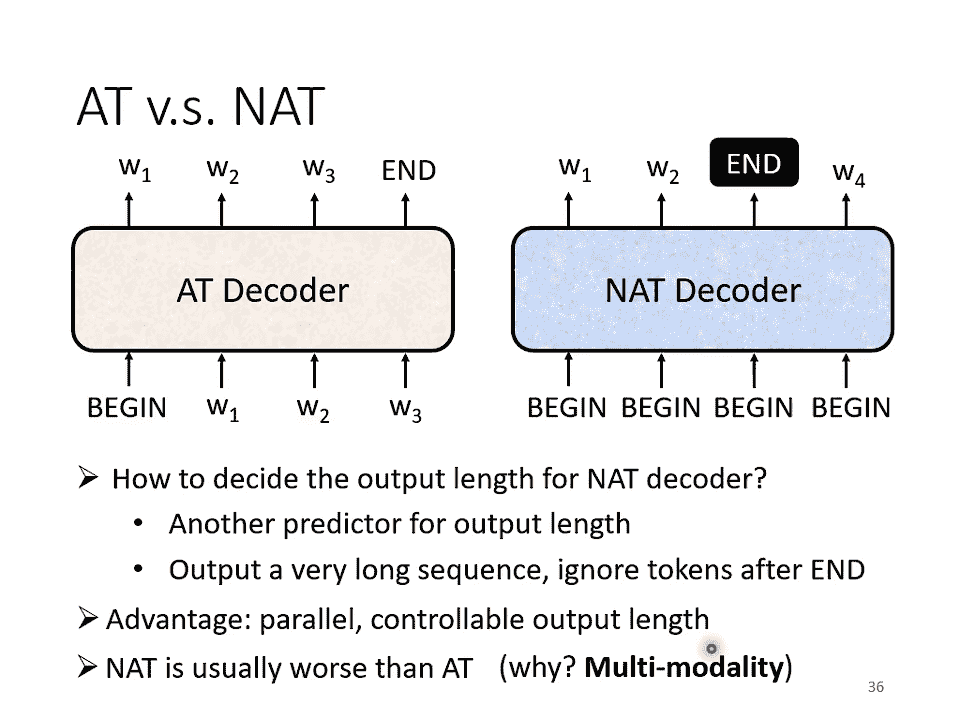 AT v.s. NAT
w₁ w₂ w₃ END
AT Decoder
BEGIN w₁ w₂ w₃
w₁ w₂ END w₄
NAT Decoder
BEGIN BEGIN BEGIN BEGIN
➢ How to decide the output length for NAT decoder?
• Another predictor for output length
• Output a very long sequence, ignore tokens after END
➢ Advantage: parallel, controllable output length
➢ NAT is usually worse than AT (why? Multi-modality)
36